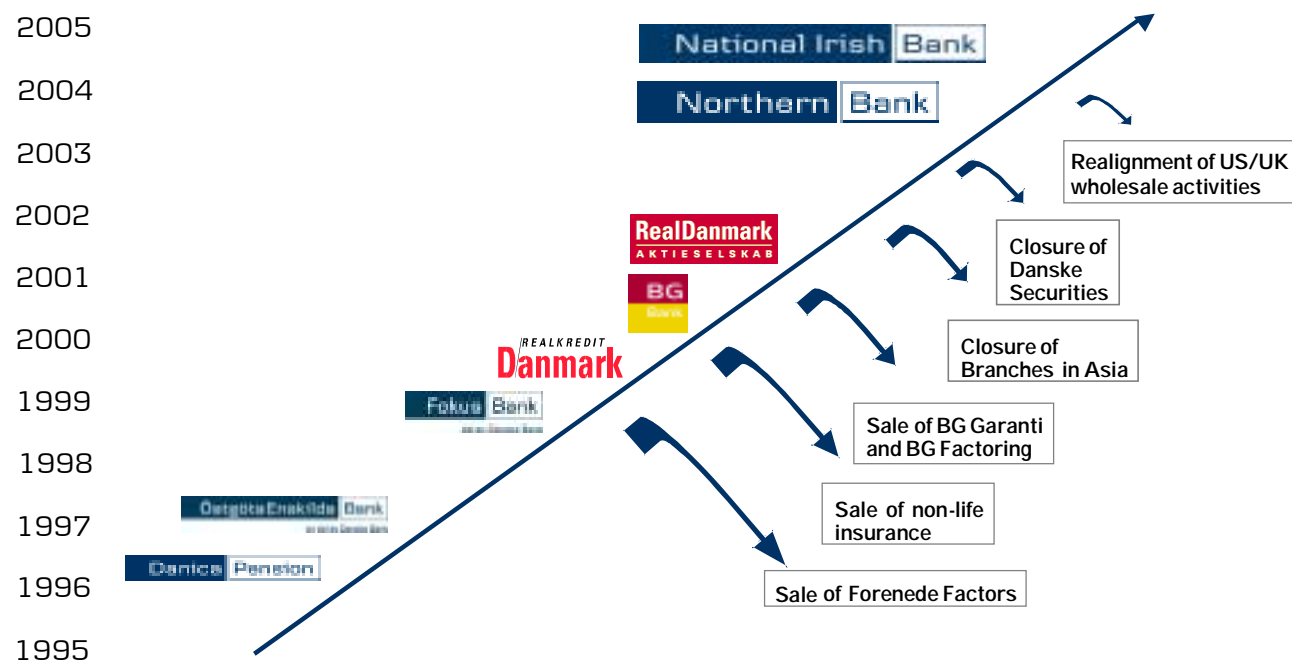 2005
National Irish Bank
2004
Northern Bank
2003
Realignment of US/UK
wholesale activities
2002
RealDanmark
AKTIESELSKAB
Closure of
Danske
Securities
2001
BG
Bank
2000
REALKREDIT
Danmark
Closure of
Branches in Asia
1999
Fokus Bank
Sale of BG Garanti
and BG Factoring
1998
Östgöta Enskilda Bank
Sale of non-life
insurance
1997
Danica Pension
1996
Sale of Forenede Factors
1995